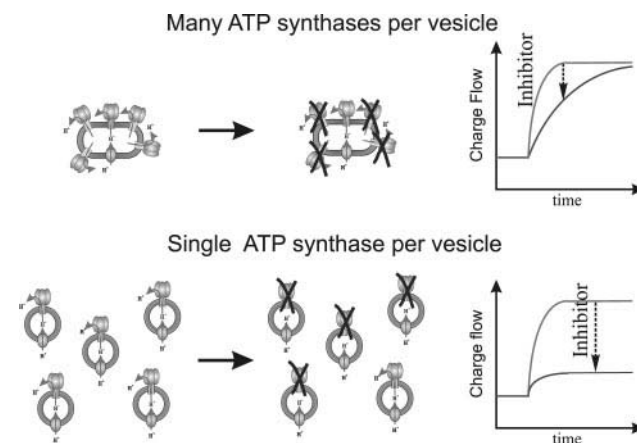 Many ATP synthases per vesicle
Charge Flow
Inhibitor
time
Single ATP synthase per vesicle
Charge flow
Inhibitor
time